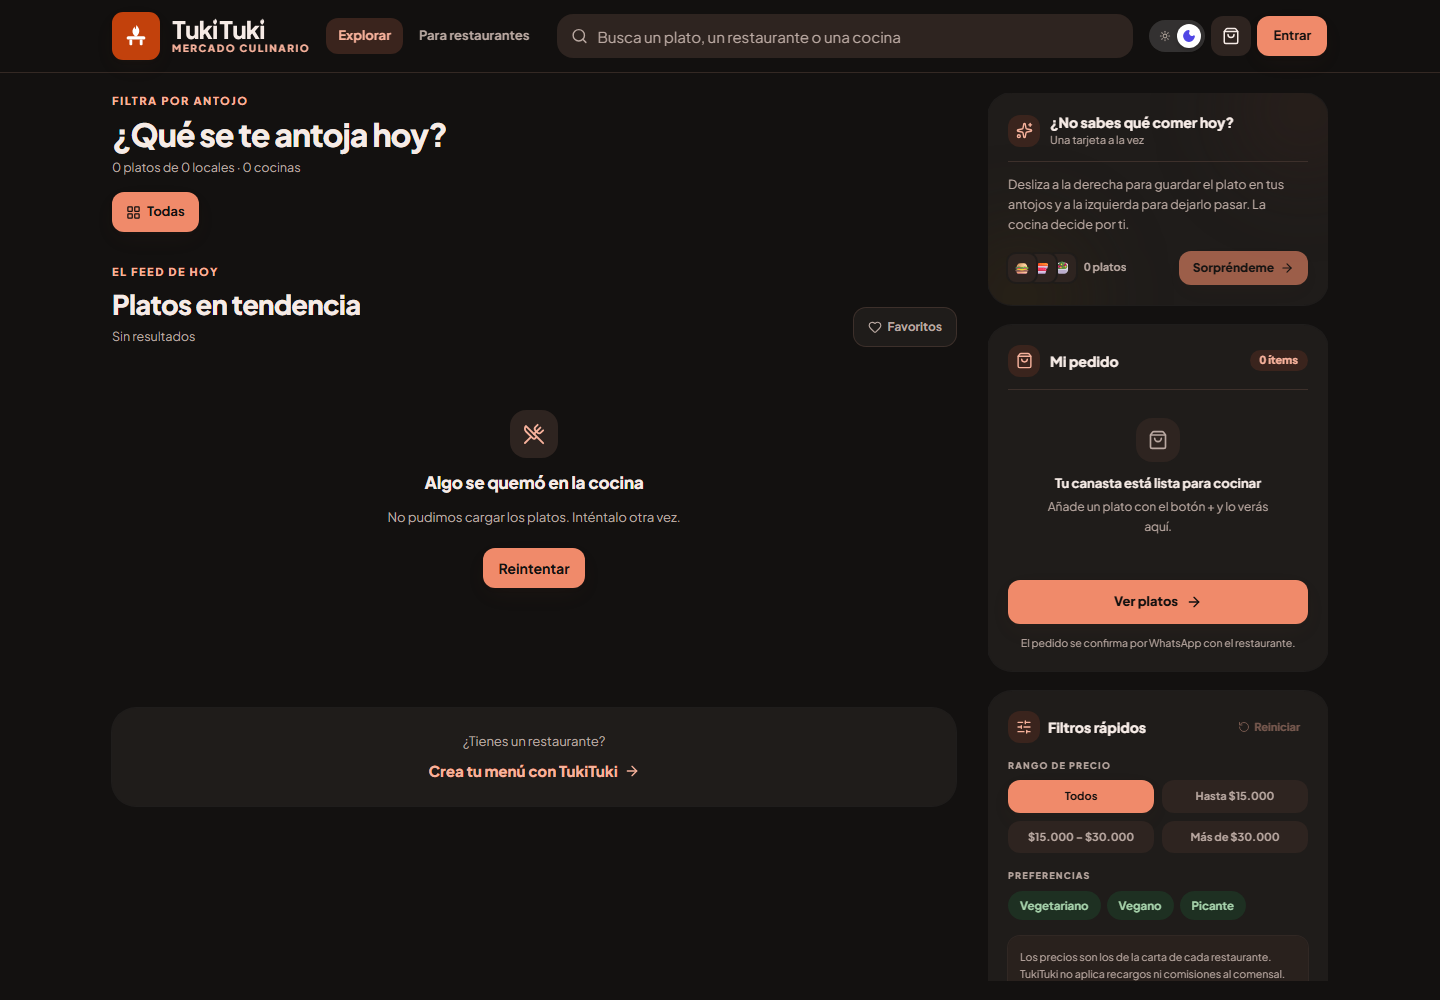 TukiTuki
MERCADO CULINARIO
Explorar
Para restaurantes
Busca un plato, un restaurante o una cocina
Entrar
FILTRA POR ANTOJO
¿Qué se te antoja hoy?
0 platos de 0 locales · 0 cocinas
Todas
EL FEED DE HOY
Platos en tendencia
Sin resultados
Favoritos
Algo se quemó en la cocina
No pudimos cargar los platos. Inténtalo otra vez.
Reintentar
¿Tienes un restaurante?
Crea tu menú con TukiTuki
¿No sabes qué comer hoy?
Una tarjeta a la vez
Desliza a la derecha para guardar el plato en tus
antojos y a la izquierda para dejarlo pasar. La
cocina decide por ti.
0 platos
Sorpréndeme
Mi pedido
0 ítems
Tu canasta está lista para cocinar
Añade un plato con el botón + y lo verás
aquí.
Ver platos
El pedido se confirma por WhatsApp con el restaurante.
Filtros rápidos
Reiniciar
RANGO DE PRECIO
Todos
Hasta $15.000
$15.000 – $30.000
Más de $30.000
PREFERENCIAS
Vegetariano
Vegano
Picante
Los precios son los de la carta de cada restaurante.
TukiTuki no aplica recargos ni comisiones al comensal.